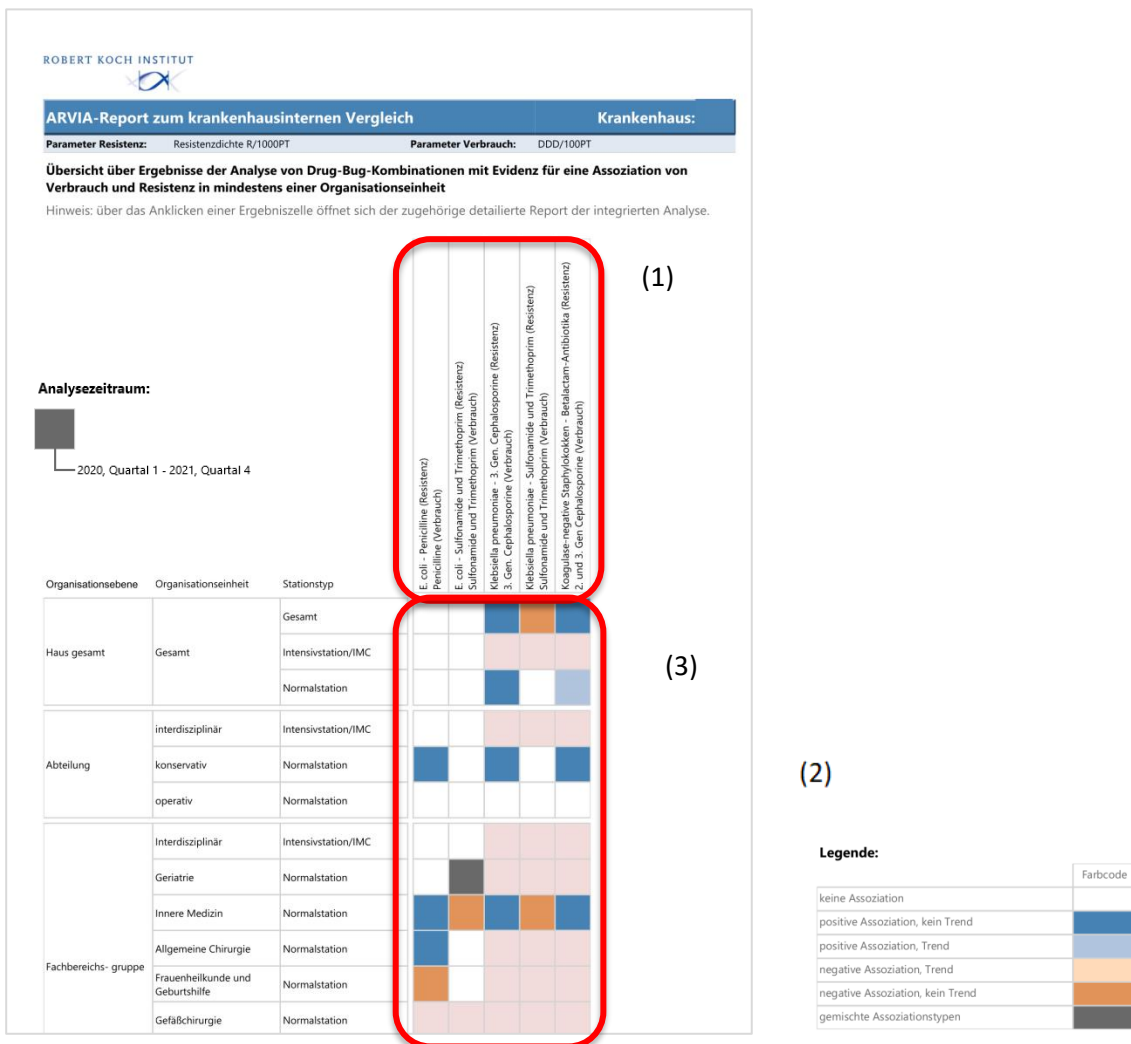 ROBERT KOCH INSTITUT
ARVIA-Report zum krankenhausinternen Vergleich Krankenhaus:
Parameter Resistenz: Resistenzdichte R/1000PT Parameter Verbrauch: DDD/100PT
Übersicht über Ergebnisse der Analyse von Drug-Bug-Kombinationen mit Evidenz für eine Assoziation von
Verbrauch und Resistenz in mindestens einer Organisationseinheit
Hinweis: über das Anklicken einer Ergebniszelle öffnet sich der zugehörige detailierte Report der integrierten Analyse.
(1)
Analysezeitraum:
2020, Quartal 1 - 2021, Quartal 4
E. coli - Penicilline (Resistenz)
Penicilline (Verbrauch)
E. coli - Sulfonamide und Trimethoprim (Resistenz)
Sulfonamide und Trimethoprim (Verbrauch)
Klebsiella pneumoniae - 3. Gen. Cephalosporine (Resistenz)
3. Gen. Cephalosporine (Verbrauch)
Klebsiella pneumoniae - Sulfonamide und Trimethoprim (Resistenz)
Sulfonamide und Trimethoprim (Verbrauch)
Koagulase-negative Staphylokokken - Betalactam-Antibiotika (Resistenz)
2. und 3. Gen Cephalosporine (Verbrauch)
Organisationsebene Organisationseinheit Stationstyp
Gesamt
Haus gesamt Gesamt Intensivstation/IMC
Normalstation
(3)
interdisziplinär Intensivstation/IMC
Abteilung konservativ Normalstation
operativ Normalstation
Interdisziplinär Intensivstation/IMC
Geriatrie Normalstation
Innere Medizin Normalstation
Allgemeine Chirurgie Normalstation
Fachbereichs- gruppe
Frauenheilkunde und
Geburtshilfe Normalstation
Gefäßchirurgie Normalstation
(2)
Legende:
Farbcode
keine Assoziation
positive Assoziation, kein Trend
positive Assoziation, Trend
negative Assoziation, Trend
negative Assoziation, kein Trend
gemischte Assoziationstypen